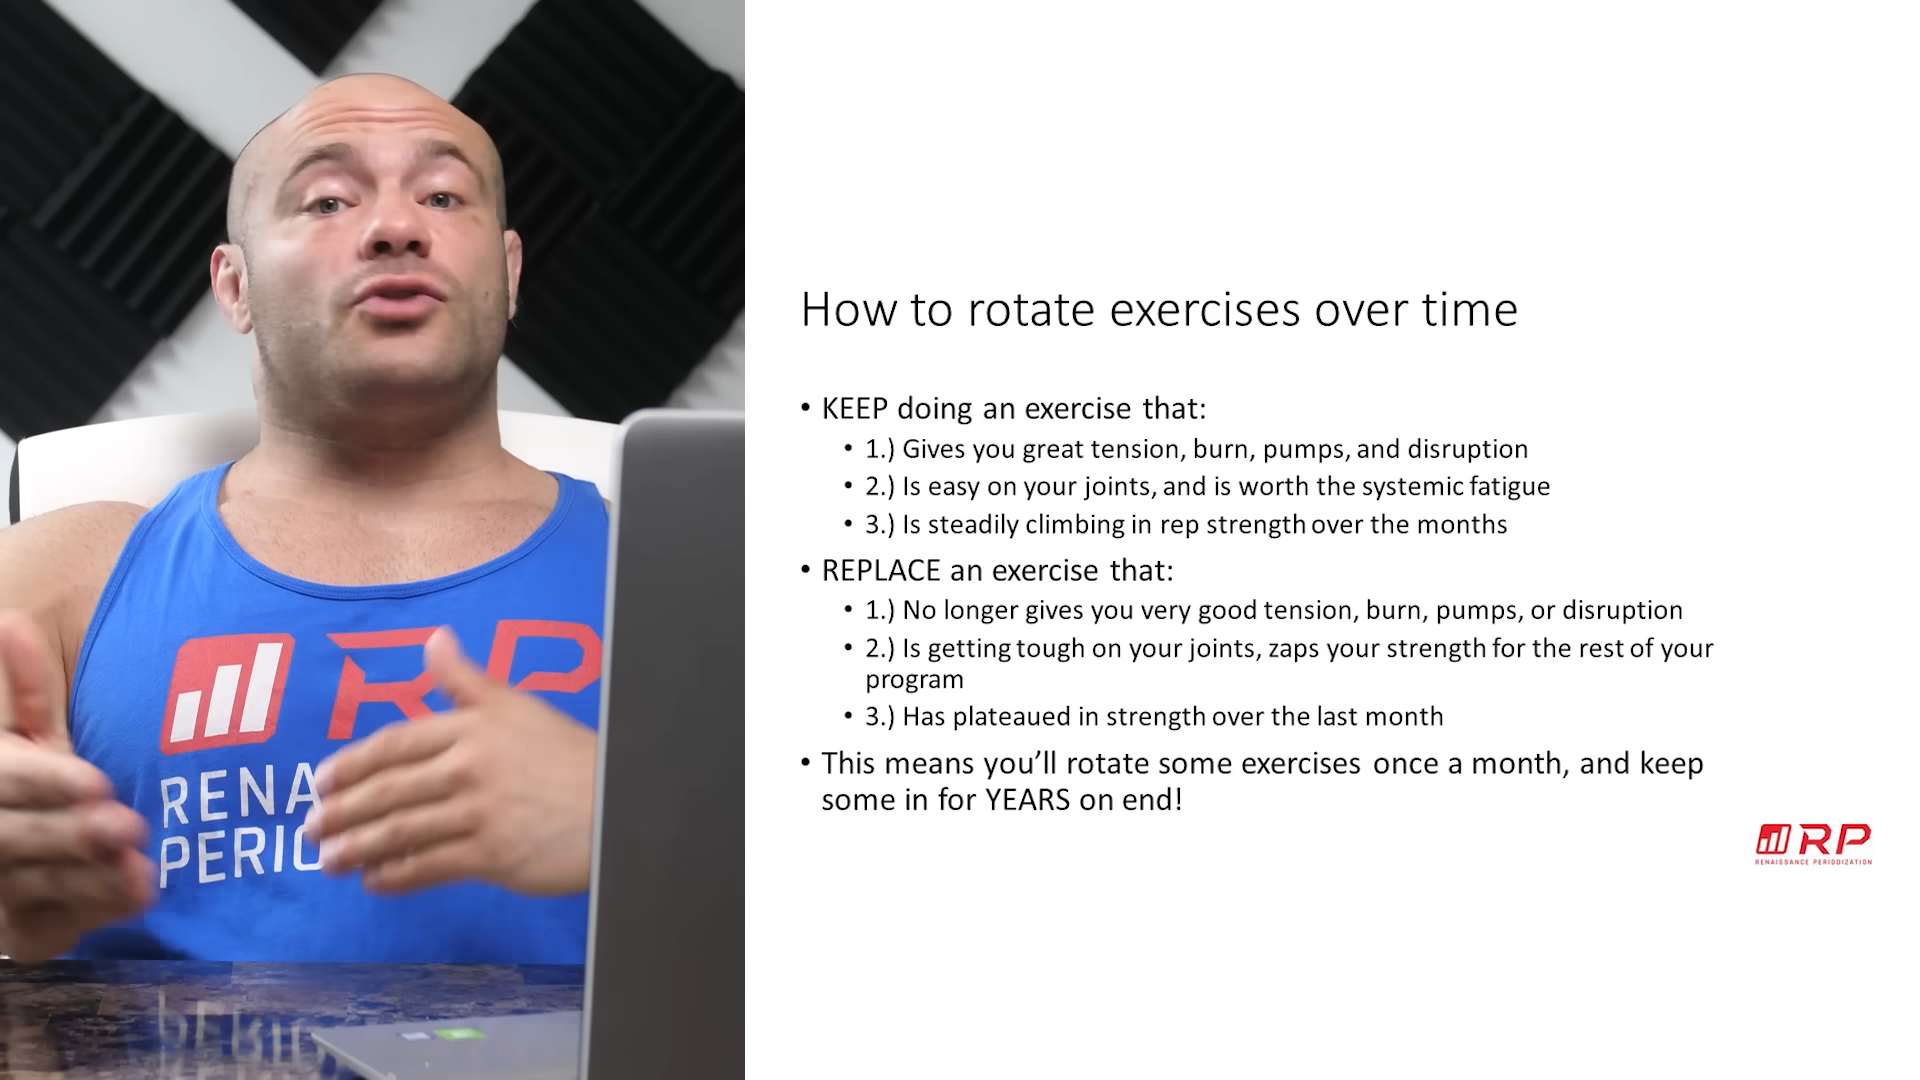 How to rotate exercises over time
• KEEP doing an exercise that:
• 1.) Gives you great tension, burn, pumps, and disruption
• 2.) Is easy on your joints, and is worth the systemic fatigue
• 3.) Is steadily climbing in rep strength over the months
• REPLACE an exercise that:
• 1.) No longer gives you very good tension, burn, pumps, or disruption
• 2.) Is getting tough on your joints, zaps your strength for the rest of your
program
• 3.) Has plateaued in strength over the last month
• This means you’ll rotate some exercises once a month, and keep
some in for YEARS on end!
RP
RENAISSANCE PERIODIZATION
RP
RENA
PERIO